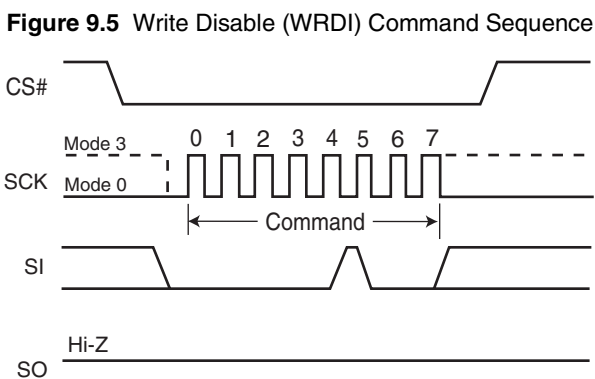 Figure 9.5 Write Disable (WRDI) Command Sequence
CS#
Mode 3
0 1 2 3 4 5 6 7
SCK
Mode 0
Command
SI
Hi-Z
SO